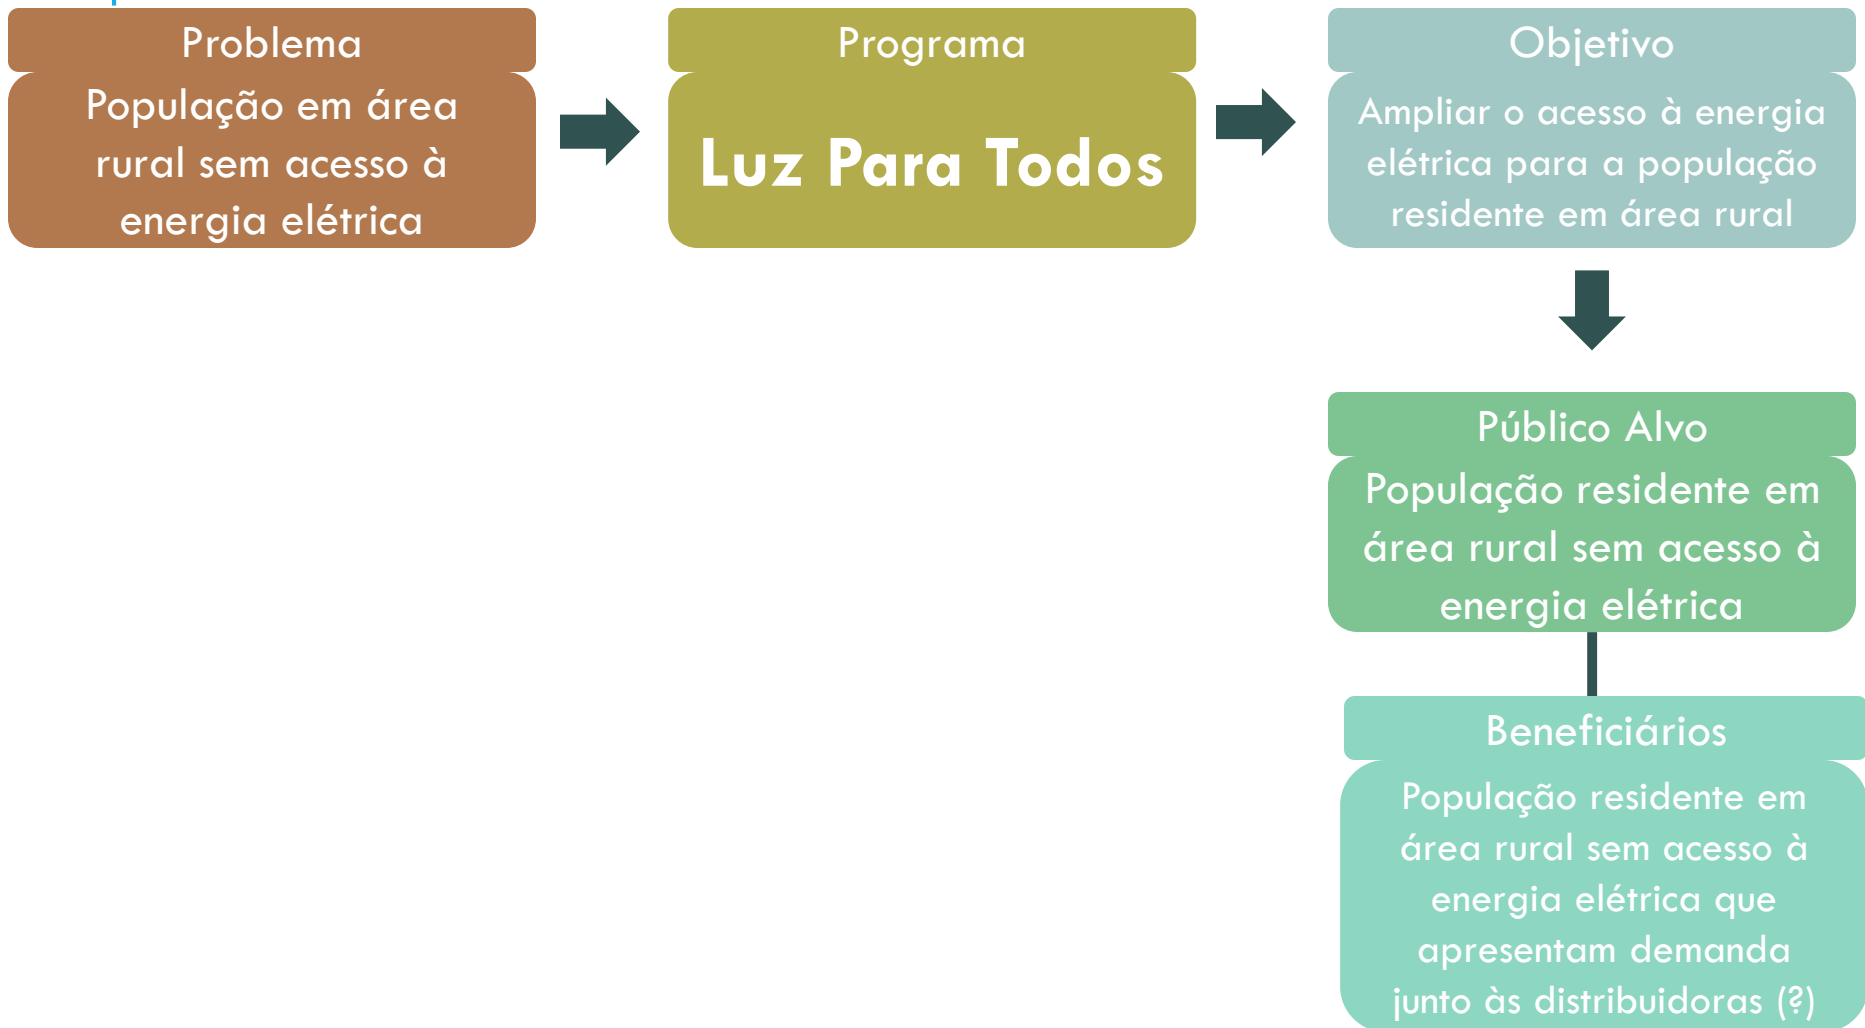 Problema
População em área
rural sem acesso à
energia elétrica
Programa
Luz Para Todos
Objetivo
Ampliar o acesso à energia
elétrica para a população
residente em área rural
Público Alvo
População residente em
área rural sem acesso à
energia elétrica
Beneficiários
População residente em
área rural sem acesso à
energia elétrica que
apresentam demanda
junto às distribuidoras (?)